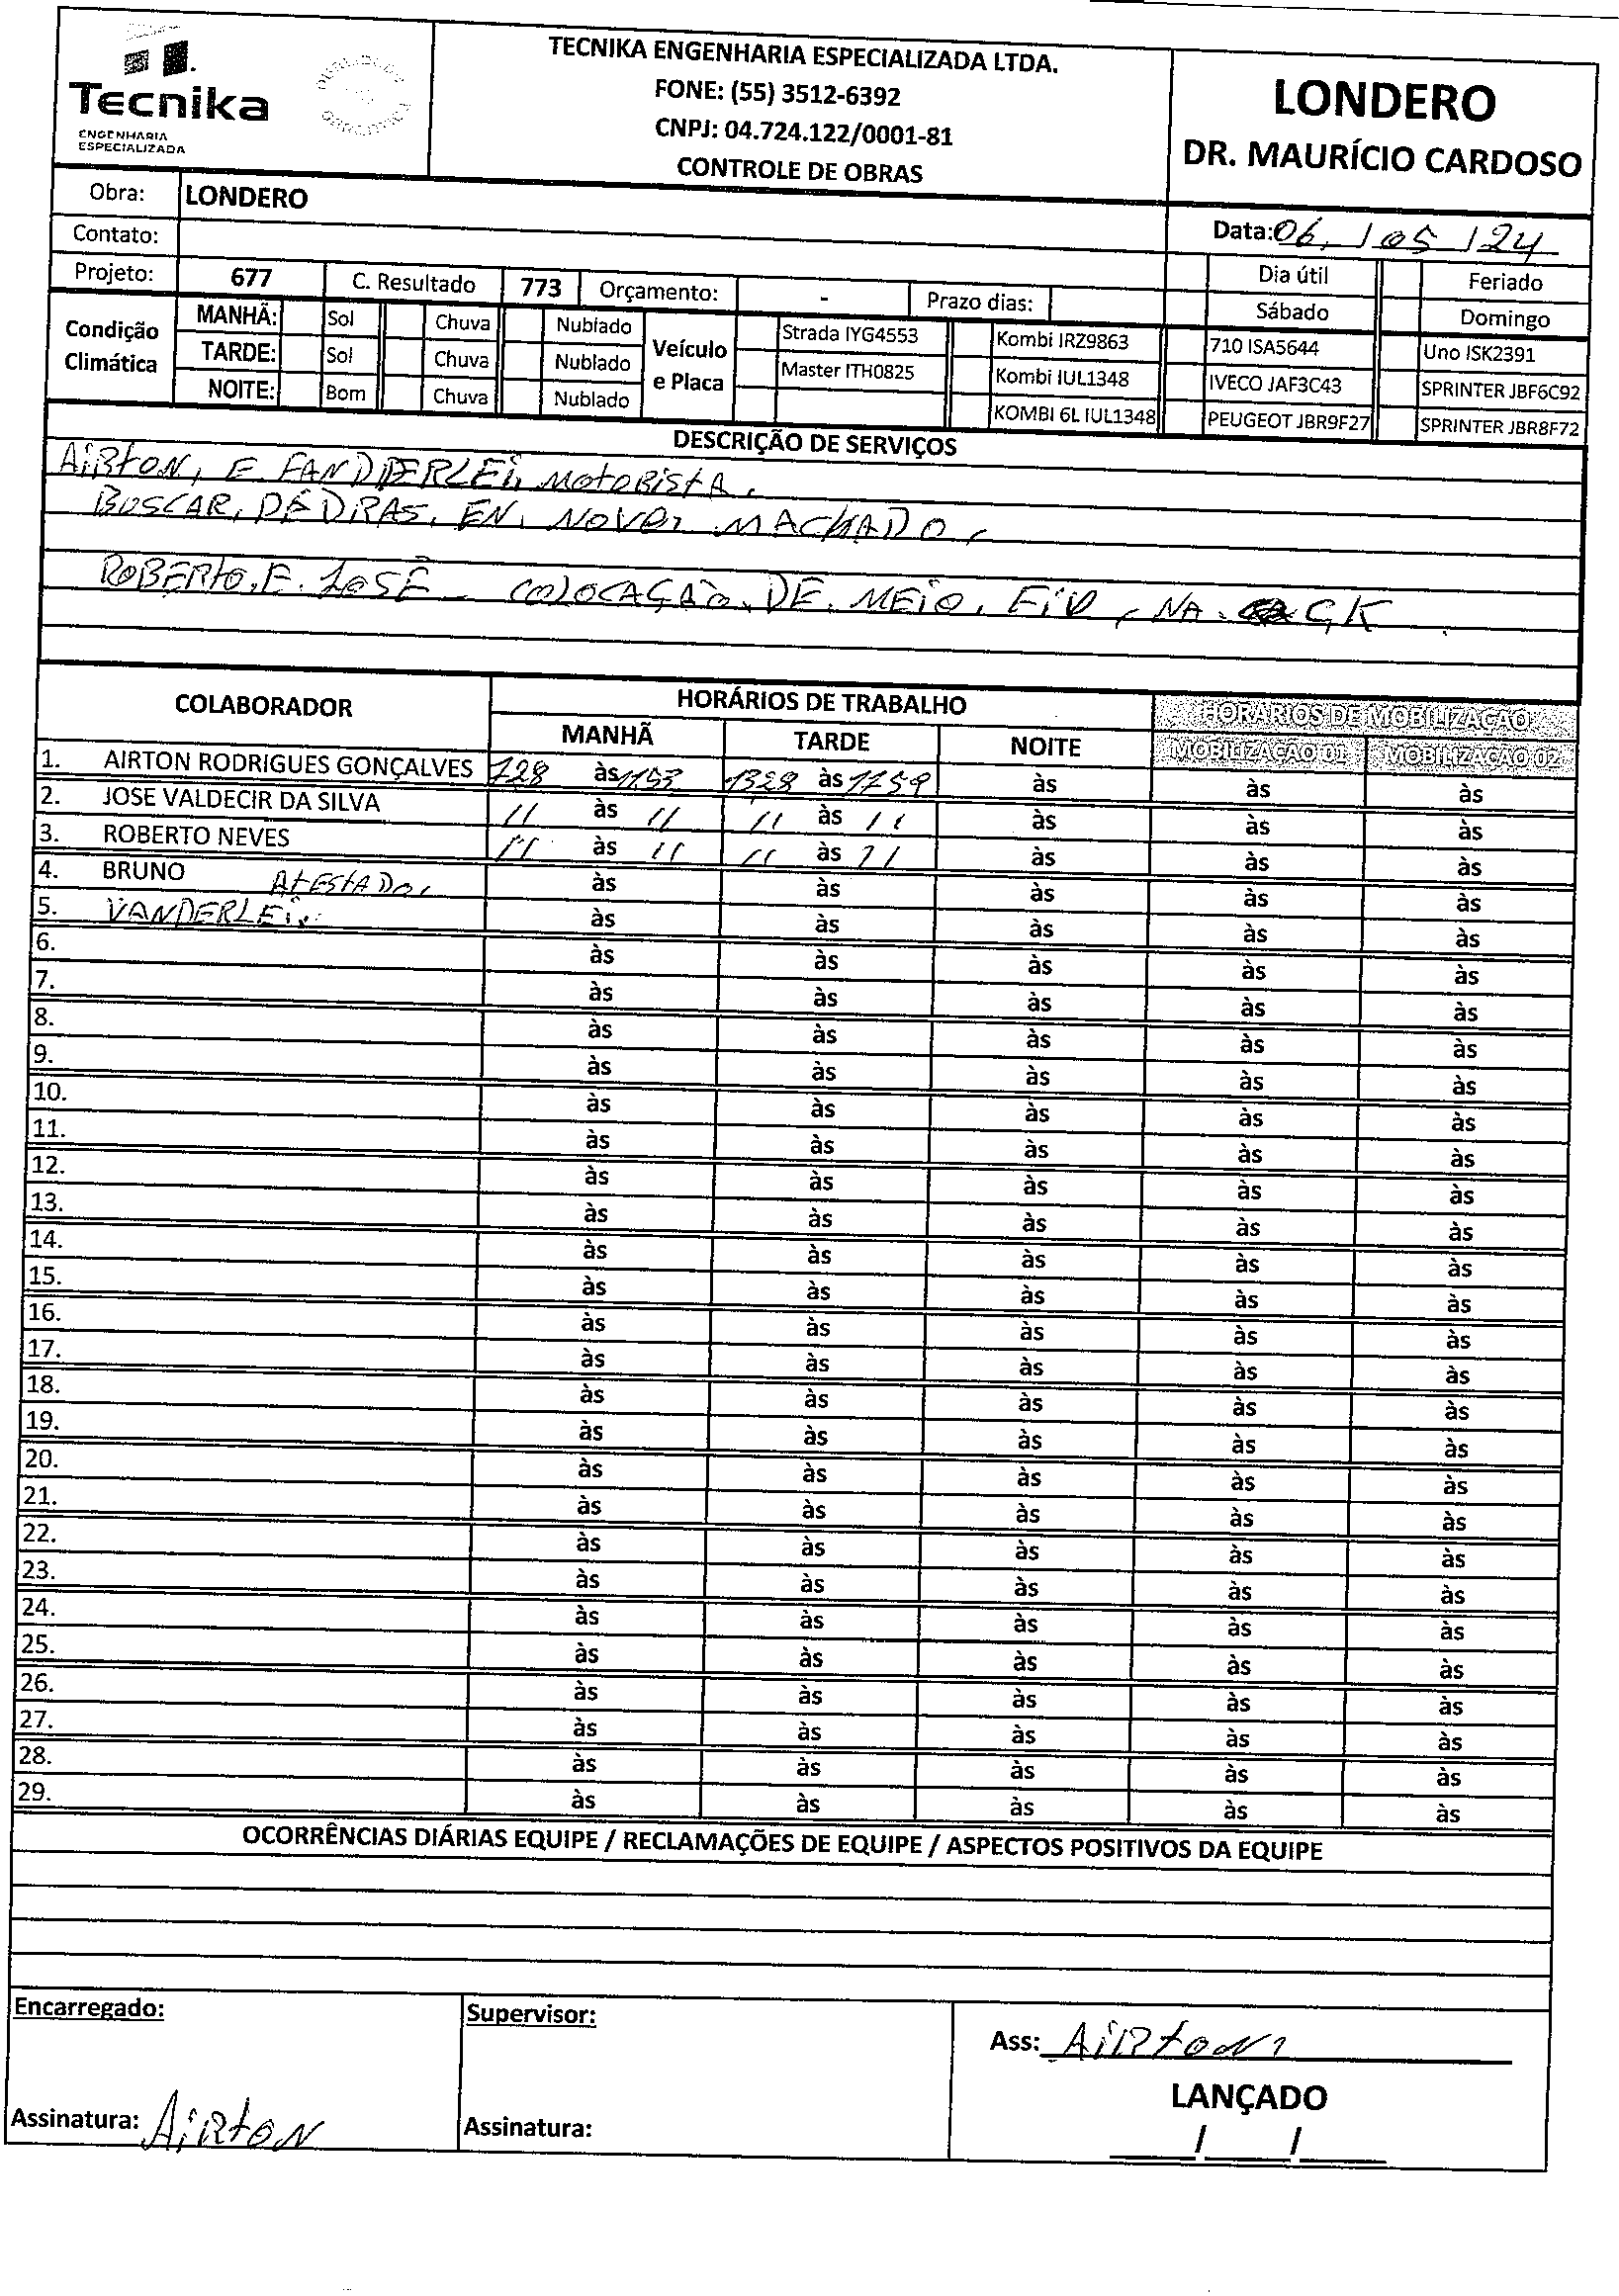 Tecnika
ENGENHARIA
ESPECIALIZADA
TECNIKA ENGENHARIA ESPECIALIZADA LTDA.
FONE: (55) 3512-6392
CNPJ: 04.724.122/0001-81
CONTROLE DE OBRAS
LONDERO
DR. MAURÍCIO CARDOSO
Obra: LONDERO
Data: 06, / 05 / 24
Contato:
Projeto: 677 C. Resultado 773 Orçamento: - Prazo dias:
Dia útil Feriado
Sábado Domingo
Condição Climática
MANHÃ: Sol Chuva Nublado
TARDE: Sol Chuva Nublado
NOITE: Bom Chuva Nublado
Veículo e Placa
Strada IYG4553 Kombi IRZ9863 710 ISA5644 Uno ISK2391
Master ITH0825 Kombi IUL1348 IVECO JAF3C43 SPRINTER JBF6C92
KOMBI 6L IUL1348 PEUGEOT JBR9F27 SPRINTER JBR8F72
DESCRIÇÃO DE SERVIÇOS
AIRTON, E. FANDDERLEI, MOTORISTA.
BUSCAR, PÉDRAS, EN, NOVO, MACHADO,
ROBERTO. E. JOSÉ - COLOCAÇÃO. DE. MEIO. FIO, NA. CK
COLABORADOR
HORÁRIOS DE TRABALHO
HORÁRIOS DE MOBILIZAÇÃO
MANHÃ TARDE NOITE MOBILIZAÇÃO 01 MOBILIZAÇÃO 02
1. AIRTON RODRIGUES GONÇALVES 728 às 1153 1328 às 1759 às às às
2. JOSE VALDECIR DA SILVA // às // // às // às às às
3. ROBERTO NEVES // às // // às // às às às
4. BRUNO ATESTADO, às às às às às
5. VANDERLEI. às às às às às
6. às às às às às
7. às às às às às
8. às às às às às
9. às às às às às
10. às às às às às
11. às às às às às
12. às às às às às
13. às às às às às
14. às às às às às
15. às às às às às
16. às às às às às
17. às às às às às
18. às às às às às
19. às às às às às
20. às às às às às
21. às às às às às
22. às às às às às
23. às às às às às
24. às às às às às
25. às às às às às
26. às às às às às
27. às às às às às
28. às às às às às
29. às às às às às
OCORRÊNCIAS DIÁRIAS EQUIPE / RECLAMAÇÕES DE EQUIPE / ASPECTOS POSITIVOS DA EQUIPE
Encarregado:
Assinatura: AIRTON
Supervisor:
Assinatura:
Ass: AIRTON
LANÇADO
___/___/___